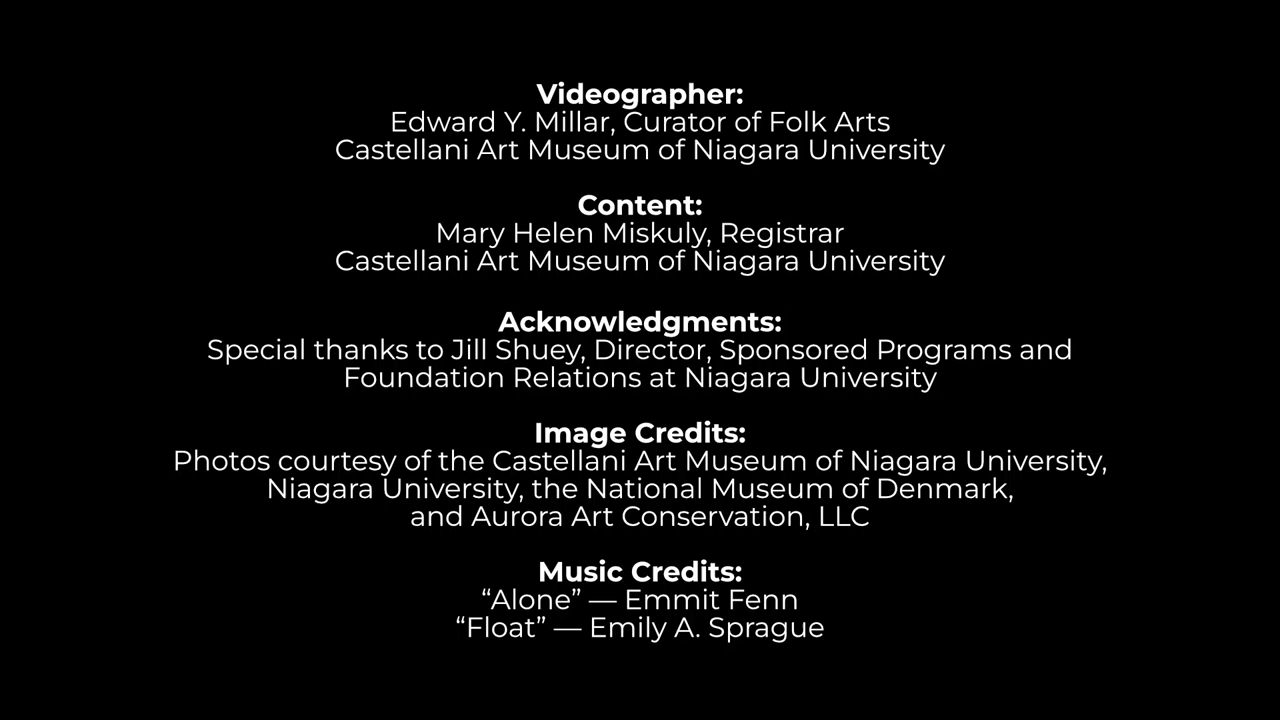 Videographer:
Edward Y. Millar, Curator of Folk Arts
Castellani Art Museum of Niagara University
Content:
Mary Helen Miskuly, Registrar
Castellani Art Museum of Niagara University
Acknowledgments:
Special thanks to Jill Shuey, Director, Sponsored Programs and
Foundation Relations at Niagara University
Image Credits:
Photos courtesy of the Castellani Art Museum of Niagara University,
Niagara University, the National Museum of Denmark,
and Aurora Art Conservation, LLC
Music Credits:
“Alone” — Emmit Fenn
“Float” — Emily A. Sprague